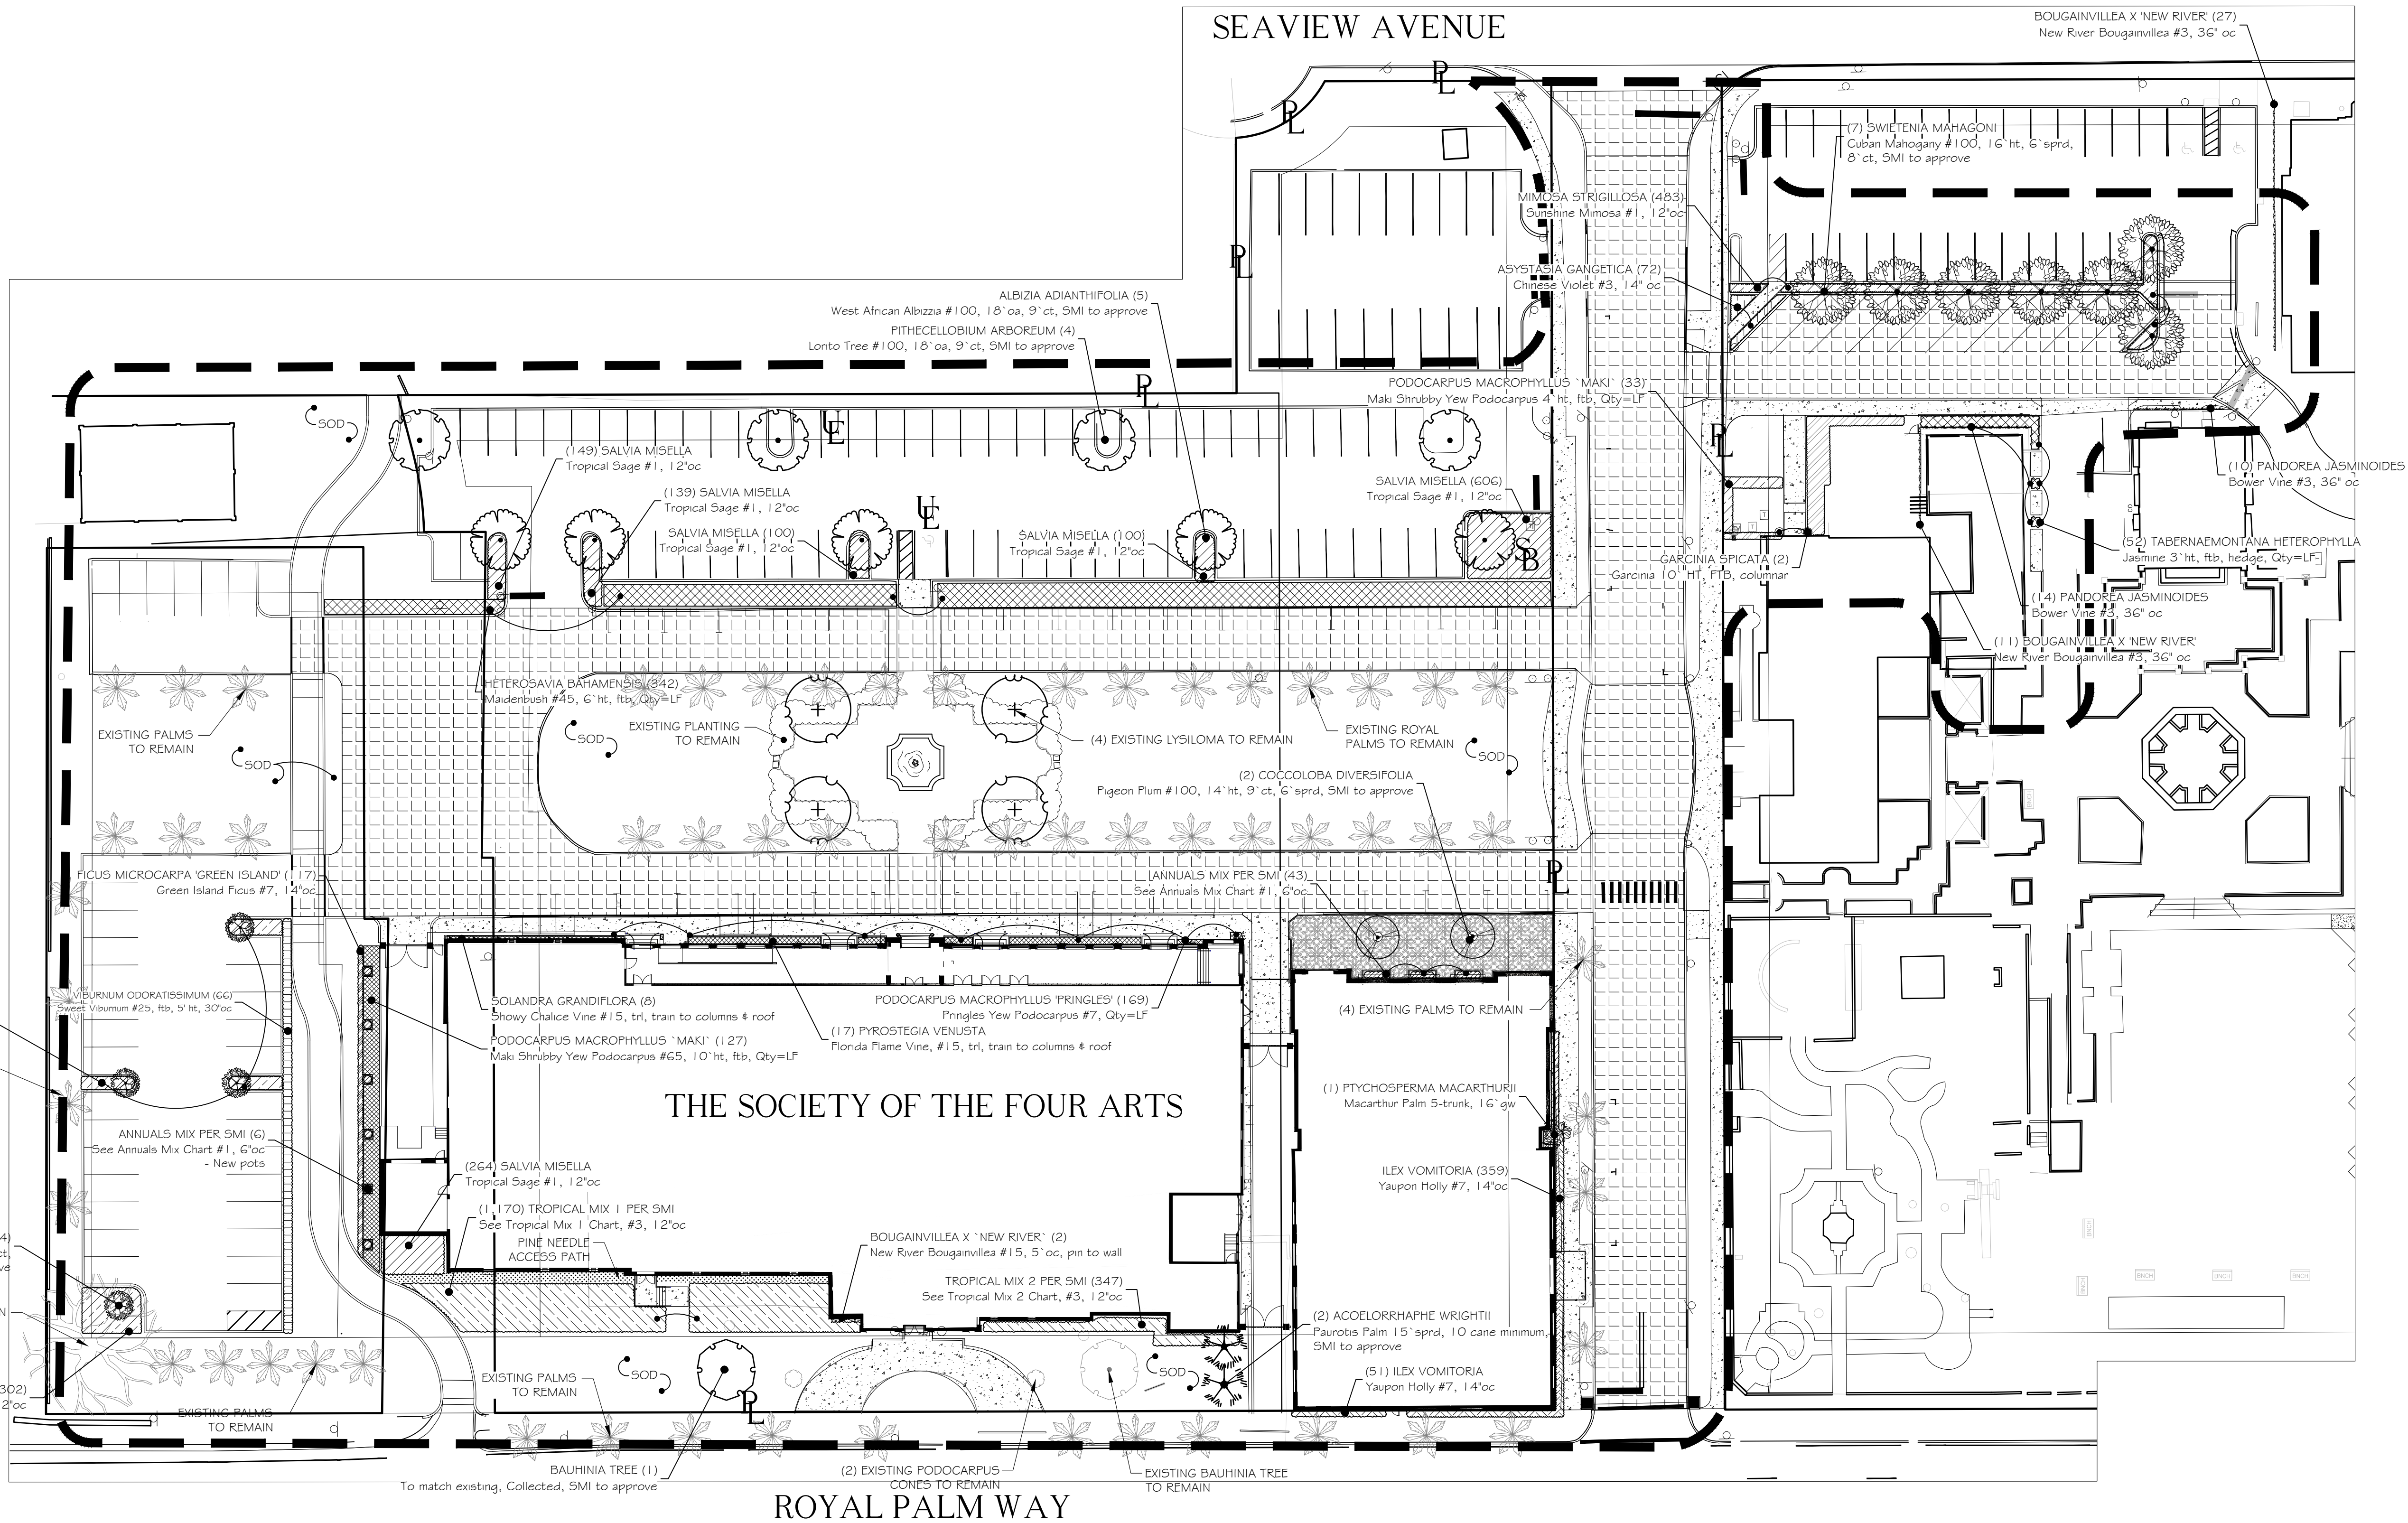 SEAVIEW AVENUE
BOUGAINVILLEA X 'NEW RIVER' (27)
New River Bougainvillea #3, 36" oc
PL
PL
(7) SWIETENIA MAHAGONI
Cuban Mahogany #100, 16`ht, 6`sprd,
8`ct, SMI to approve
MIMOSA STRIGILLOSA (483)
Sunshine Mimosa #1, 12"oc
PL
ASYSTASIA GANGETICA (72)
Chinese Violet #3, 14" oc
ALBIZIA ADIANTHIFOLIA (5)
West African Albizzia #100, 18`oa, 9`ct, SMI to approve
PITHECELLOBIUM ARBOREUM (4)
Lonto Tree #100, 18`oa, 9`ct, SMI to approve
PL
PODOCARPUS MACROPHYLLUS `MAKI` (33)
Maki Shrubby Yew Podocarpus 4`ht, ftb, Qty=LF
SOD
UE
PL
(149) SALVIA MISELLA
Tropical Sage #1, 12"oc
(10) PANDOREA JASMINOIDES
Bower Vine #3, 36" oc
(139) SALVIA MISELLA
Tropical Sage #1, 12"oc
SALVIA MISELLA (606)
Tropical Sage #1, 12"oc
UE
SALVIA MISELLA (100)
Tropical Sage #1, 12"oc
SALVIA MISELLA (100)
Tropical Sage #1, 12"oc
SB
(52) TABERNAEMONTANA HETEROPHYLLA
Jasmine 3`ht, ftb, hedge, Qty=LF
GARCINIA SPICATA (2)
Garcinia 10` HT, FTB, columnar
(14) PANDOREA JASMINOIDES
Bower Vine #3, 36" oc
(11) BOUGAINVILLEA X 'NEW RIVER'
New River Bougainvillea #3, 36" oc
HETEROSAVIA BAHAMENSIS (342)
Maidenbush #45, 6`ht, ftb, Qty=LF
EXISTING PALMS
TO REMAIN
SOD
SOD
EXISTING PLANTING
TO REMAIN
(4) EXISTING LYSILOMA TO REMAIN
EXISTING ROYAL
PALMS TO REMAIN
SOD
(2) COCCOLOBA DIVERSIFOLIA
Pigeon Plum #100, 14`ht, 9`ct, 6`sprd, SMI to approve
FICUS MICROCARPA 'GREEN ISLAND' (117)
Green Island Ficus #7, 14"oc
ANNUALS MIX PER SMI (43)
See Annuals Mix Chart #1, 6"oc
PL
VIBURNUM ODORATISSIMUM (66)
Sweet Viburnum #25, ftb, 5' ht, 30"oc
SOLANDRA GRANDIFLORA (8)
Showy Chalice Vine #15, trl, train to columns & roof
PODOCARPUS MACROPHYLLUS 'PRINGLES' (169)
Pringles Yew Podocarpus #7, Qty=LF
(4) EXISTING PALMS TO REMAIN
(17) PYROSTEGIA VENUSTA
Florida Flame Vine, #15, trl, train to columns & roof
PODOCARPUS MACROPHYLLUS `MAKI` (127)
Maki Shrubby Yew Podocarpus #65, 10`ht, ftb, Qty=LF
THE SOCIETY OF THE FOUR ARTS
(1) PTYCHOSPERMA MACARTHURII
Macarthur Palm 5-trunk, 16`gw
ANNUALS MIX PER SMI (6)
See Annuals Mix Chart #1, 6"oc
- New pots
(264) SALVIA MISELLA
Tropical Sage #1, 12"oc
ILEX VOMITORIA (359)
Yaupon Holly #7, 14"oc
(1,170) TROPICAL MIX 1 PER SMI
See Tropical Mix 1 Chart, #3, 12"oc
PINE NEEDLE
ACCESS PATH
BOUGAINVILLEA X `NEW RIVER` (2)
New River Bougainvillea #15, 5`oc, pin to wall
4)
ct,
ve
TROPICAL MIX 2 PER SMI (347)
See Tropical Mix 2 Chart, #3, 12"oc
BNCH
BNCH
BNCH
BNCH
BNCH
BNCH
N
(2) ACOELORRHAPHE WRIGHTII
Paurotis Palm 15`sprd, 10 cane minimum,
SMI to approve
SOD
SOD
EXISTING PALMS
TO REMAIN
(51) ILEX VOMITORIA
Yaupon Holly #7, 14"oc
302)
2"oc
PL
EXISTING PALMS
TO REMAIN
BAUHINIA TREE (1)
To match existing, Collected, SMI to approve
(2) EXISTING PODOCARPUS
CONES TO REMAIN
EXISTING BAUHINIA TREE
TO REMAIN
ROYAL PALM WAY